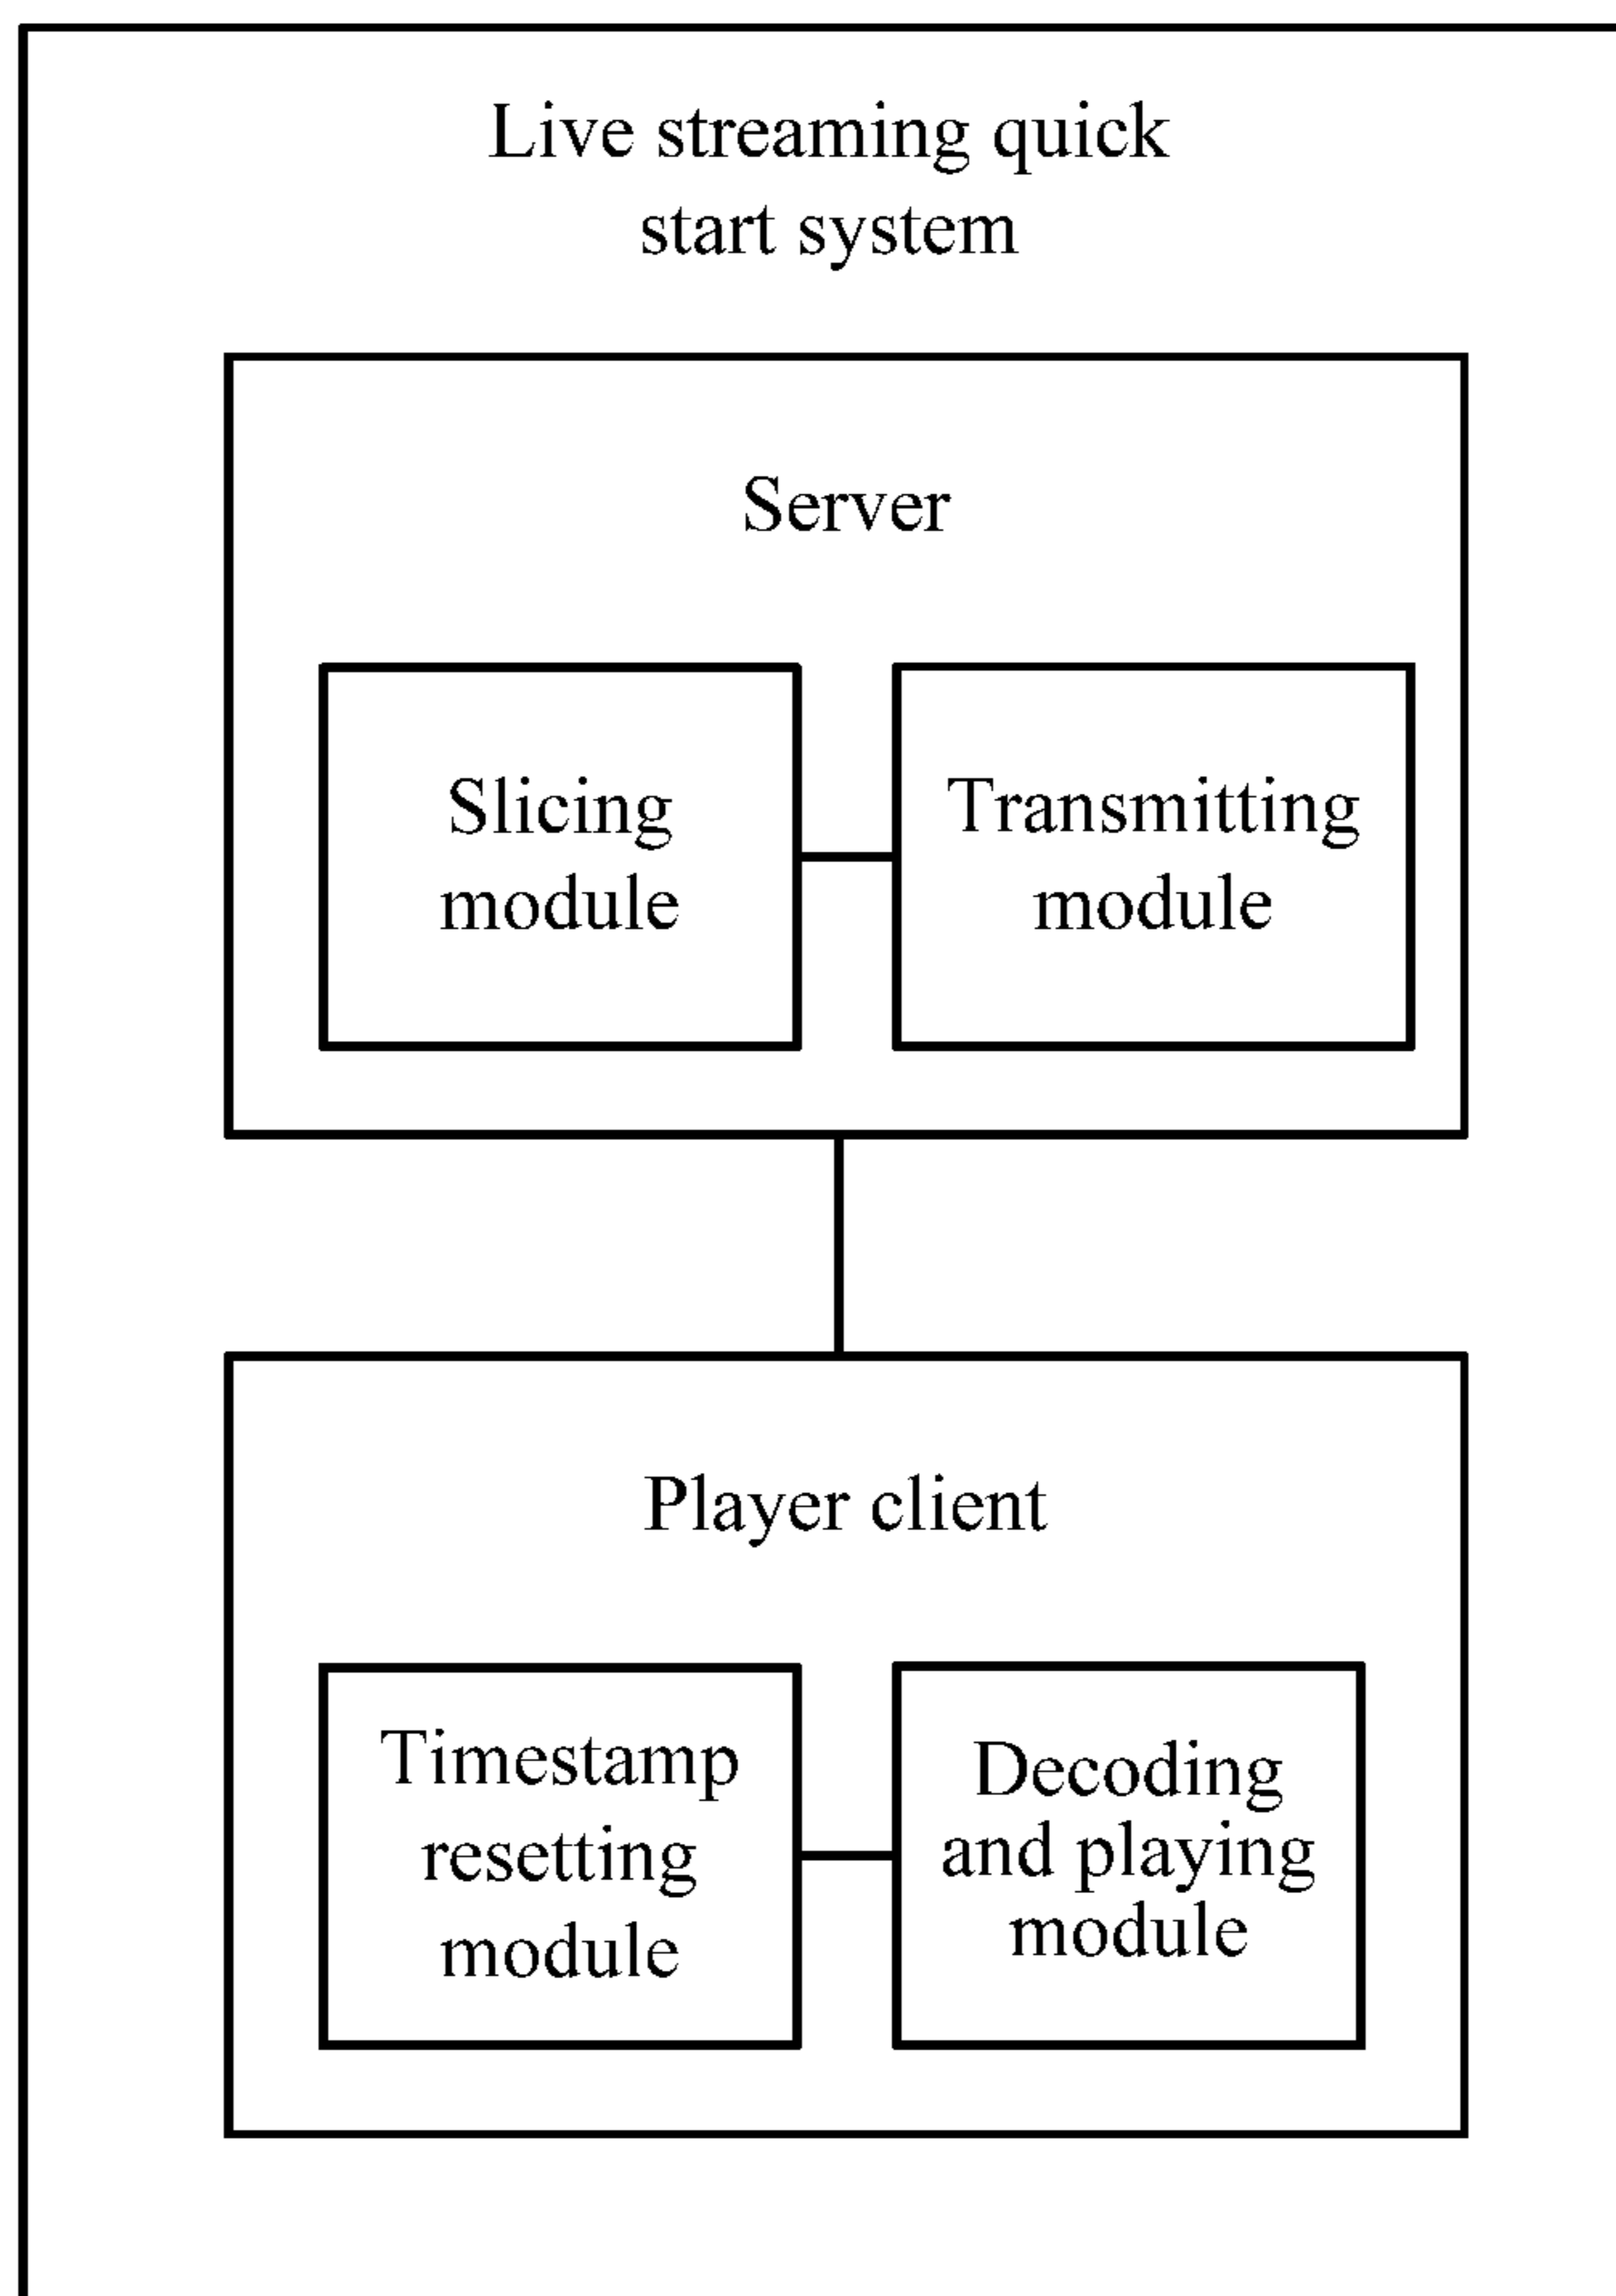 Live streaming quick
start system
Server
Slicing
module
Transmitting
module
Player client
Timestamp
resetting
module
Decoding
and playing
module